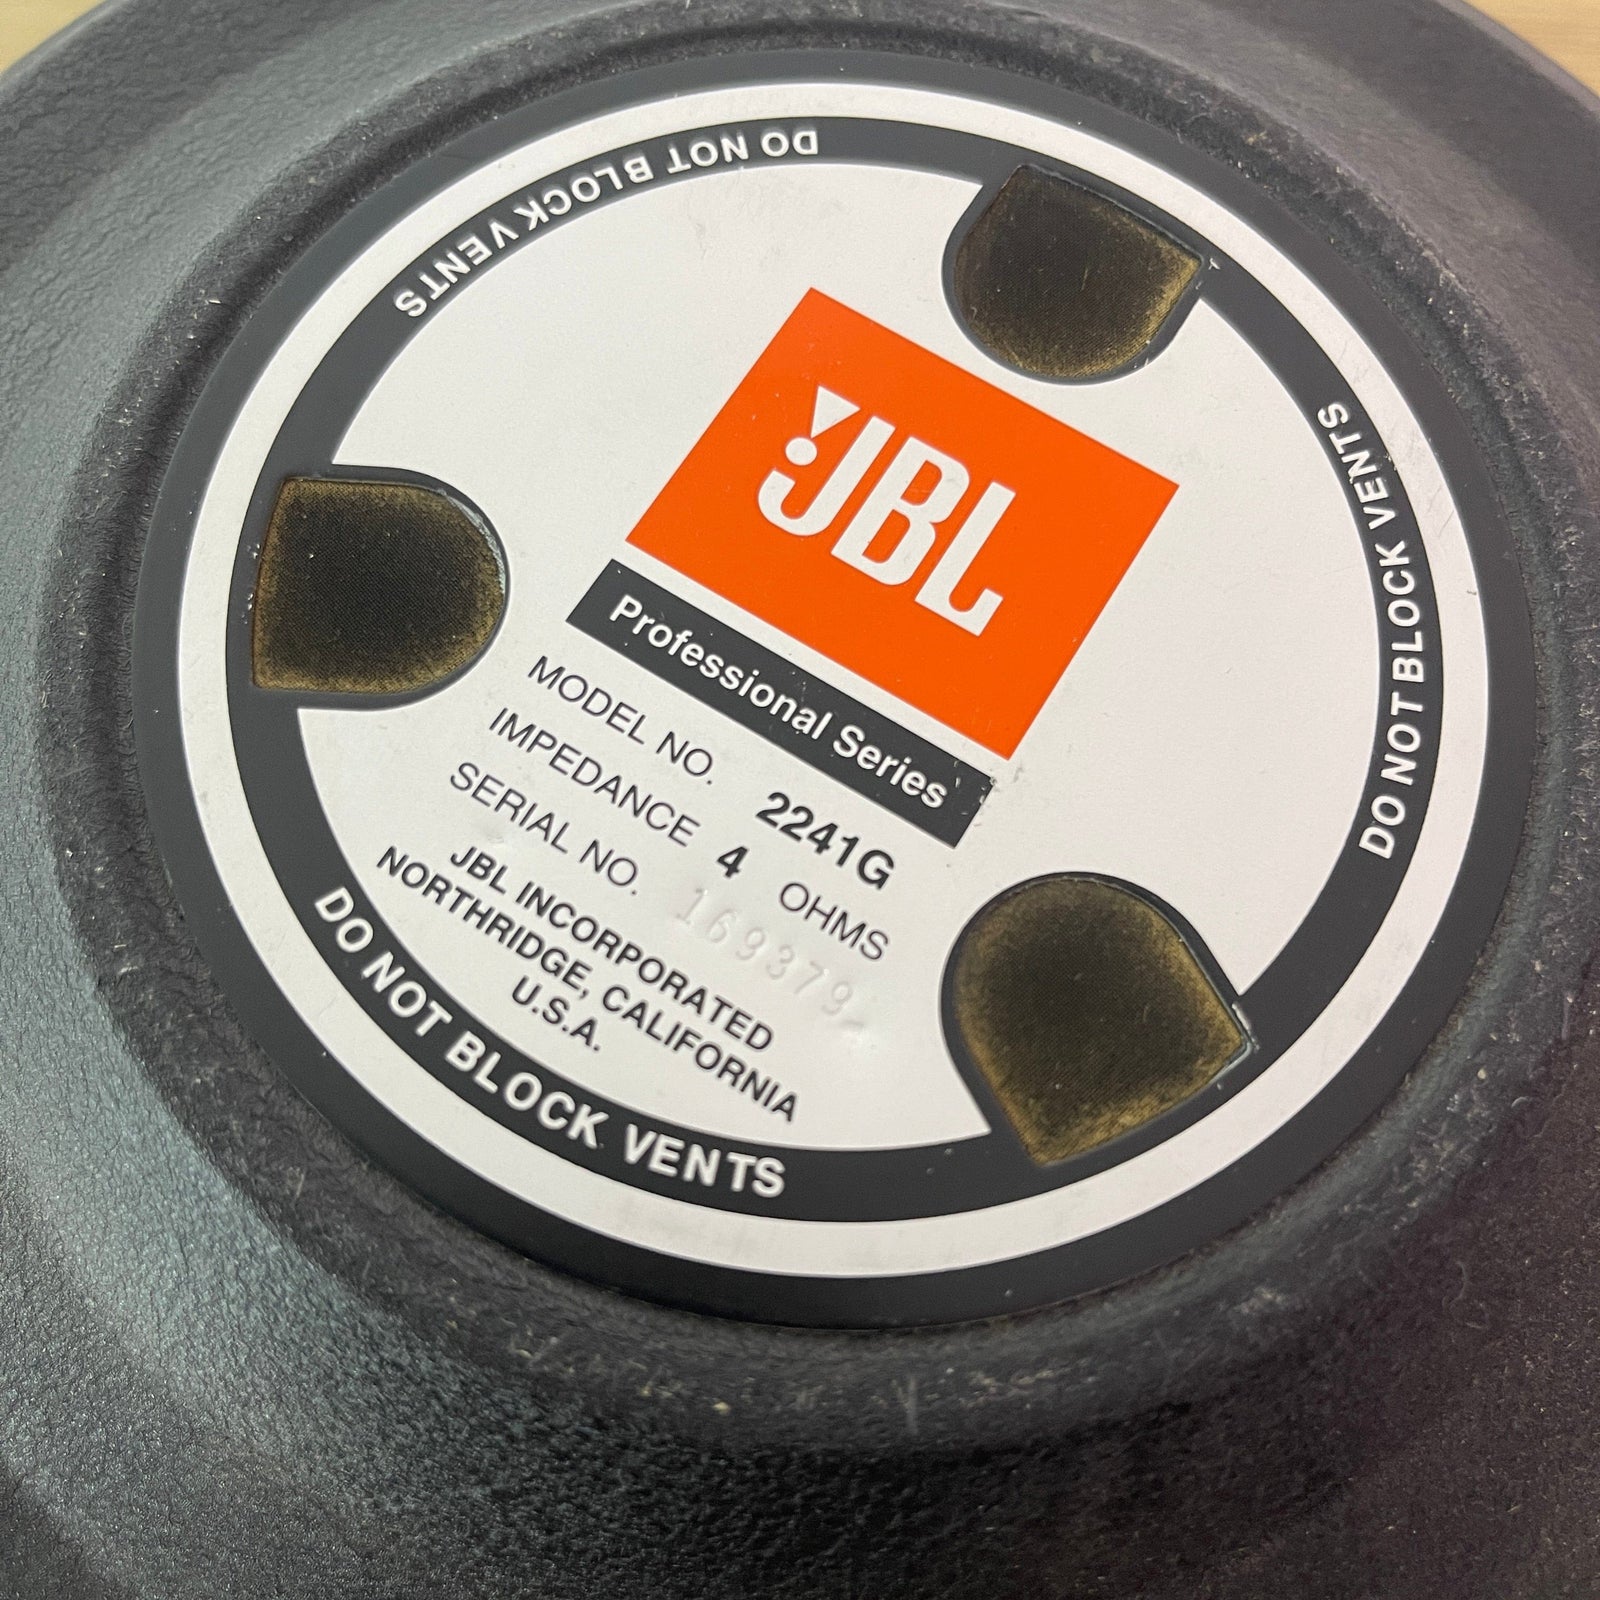 DO NOT BLOCK VENTS
DO NOT BLOCK VENTS
JBL
Professional Series
MODEL NO. 2241G
IMPEDANCE 4 OHMS
SERIAL NO. 169379
JBL INCORPORATED
NORTHRIDGE, CALIFORNIA
U.S.A.
DO NOT BLOCK VENTS